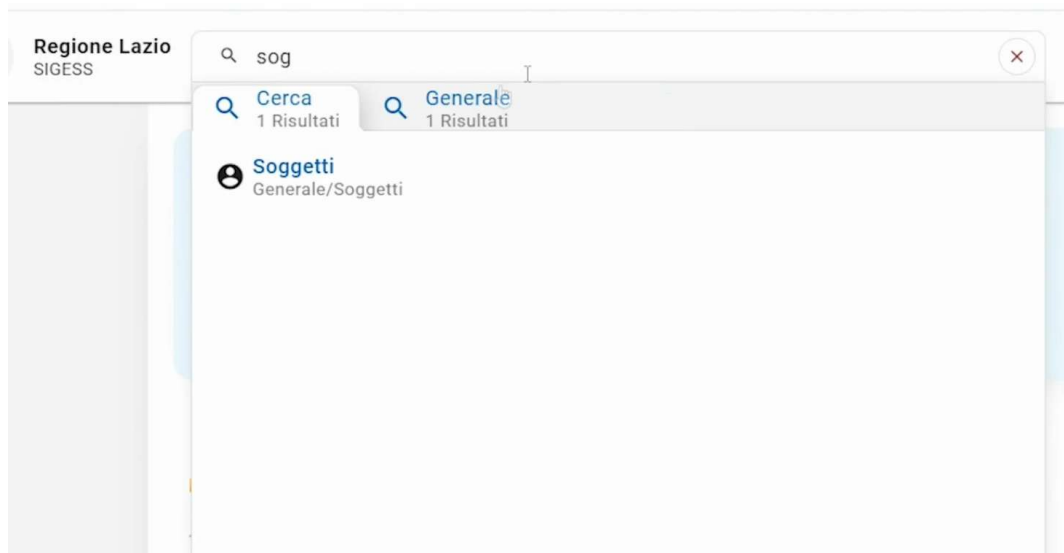 Regione Lazio
SIGESS
sog
Cerca
1 Risultati
Generale
1 Risultati
Soggetti
Generale/Soggetti